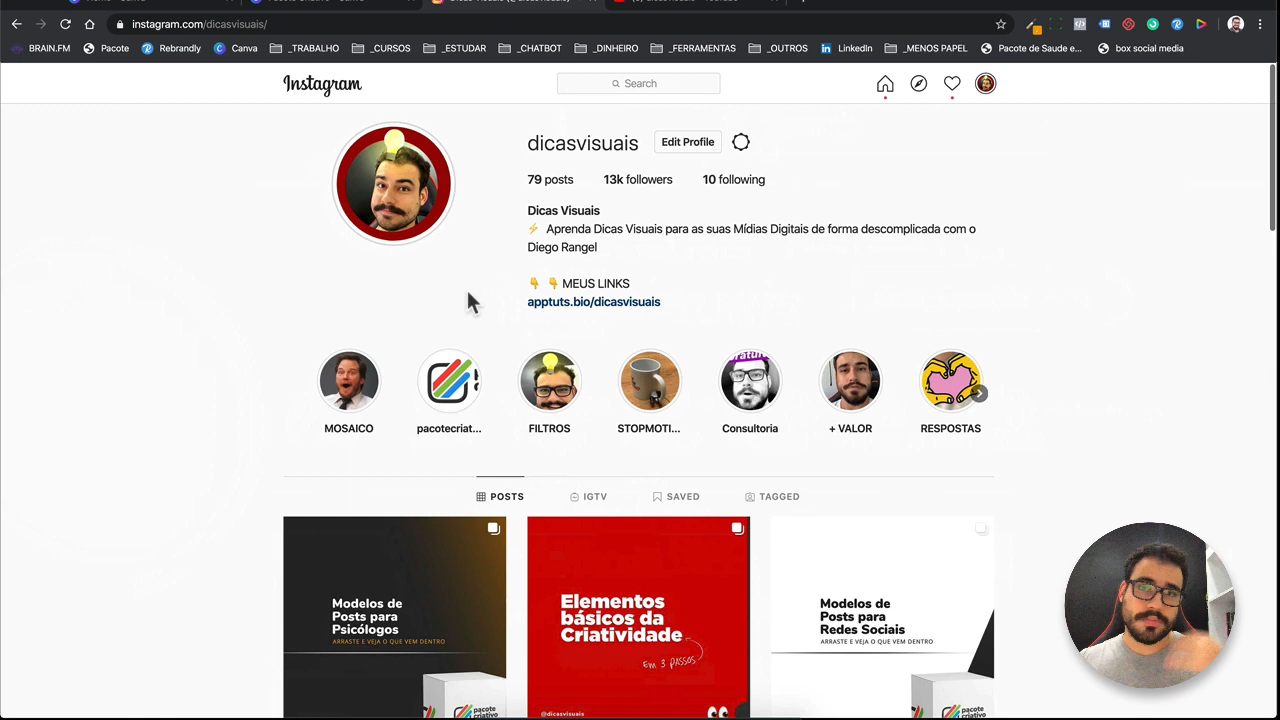 instagram.com/dicasvisuais/
BRAIN.FM
Pacote
Rebrandly
Canva
_TRABALHO
_CURSOS
_ESTUDAR
_CHATBOT
_DINHEIRO
_FERRAMENTAS
_OUTROS
LinkedIn
_MENOS PAPEL
Pacote de Saude e...
box social media
Instagram
Search
dicasvisuais
Edit Profile
79 posts
13k followers
10 following
Dicas Visuais
⚡ Aprenda Dicas Visuais para as suas Mídias Digitais de forma descomplicada com o
Diego Rangel
👇 👇 MEUS LINKS
apptuts.bio/dicasvisuais
MOSAICO
pacotecriat...
FILTROS
STOPMOTI...
Consultoria
+ VALOR
RESPOSTAS
POSTS
IGTV
SAVED
TAGGED
Modelos de
Posts para
Psicólogos
ARRASTE E VEJA O QUE VEM DENTRO
pacote
criativo
Elementos
básicos da
Criatividade
EM 3 PASSOS
@dicasvisuais
Modelos de
Posts para
Redes Sociais
ARRASTE E VEJA O QUE VEM DENTRO
pacote
criativo